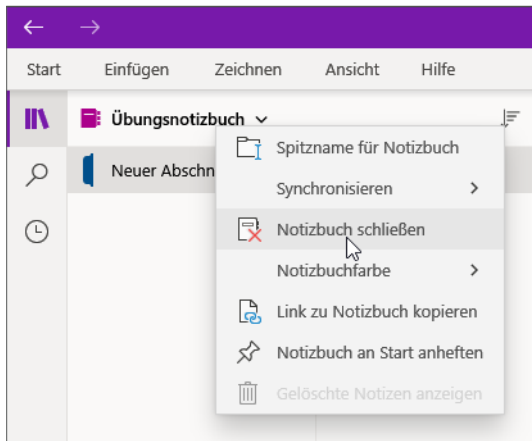 Start Einfügen Zeichnen Ansicht Hilfe
Übungsnotizbuch
Neuer Abschn
Spitzname für Notizbuch
Synchronisieren
Notizbuch schließen
Notizbuchfarbe
Link zu Notizbuch kopieren
Notizbuch an Start anheften
Gelöschte Notizen anzeigen